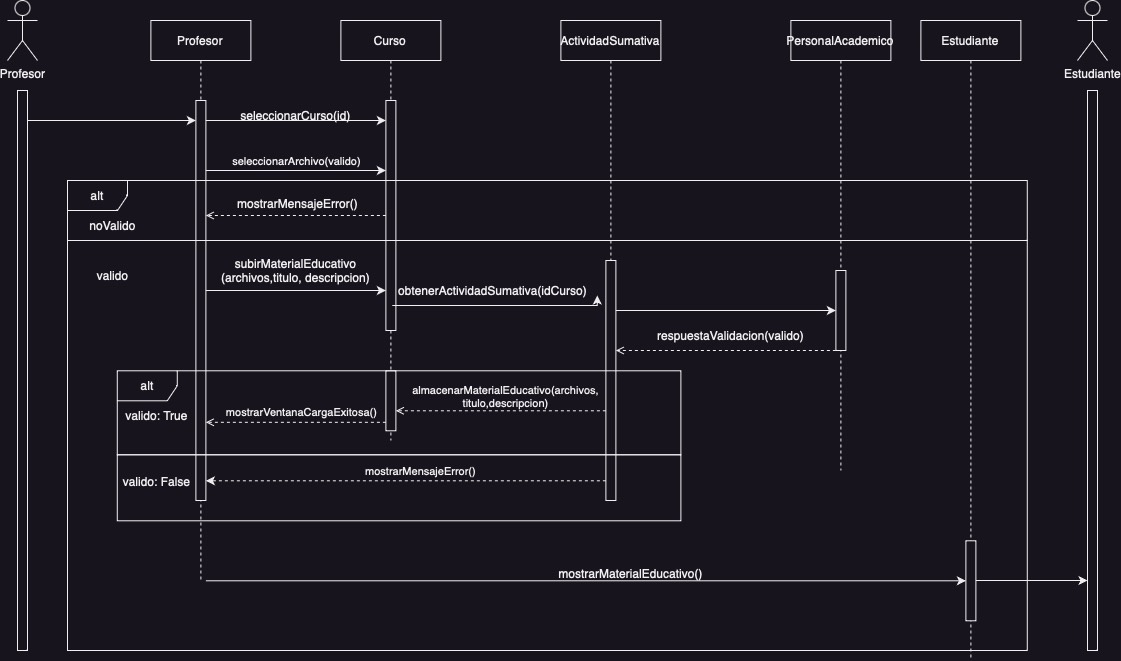 Profesor
Curso
ActividadSumativa
PersonalAcademico
Estudiante
Profesor
Estudiante
seleccionarCurso(id)
seleccionarArchivo(valido)
alt
mostrarMensajeError()
noValido
valido
subirMaterialEducativo
(archivos,titulo, descripcion)
obtenerActividadSumativa(idCurso)
respuestaValidacion(valido)
alt
almacenarMaterialEducativo(archivos,
titulo,descripcion)
valido: True
mostrarVentanaCargaExitosa()
mostrarMensajeError()
valido: False
mostrarMaterialEducativo()